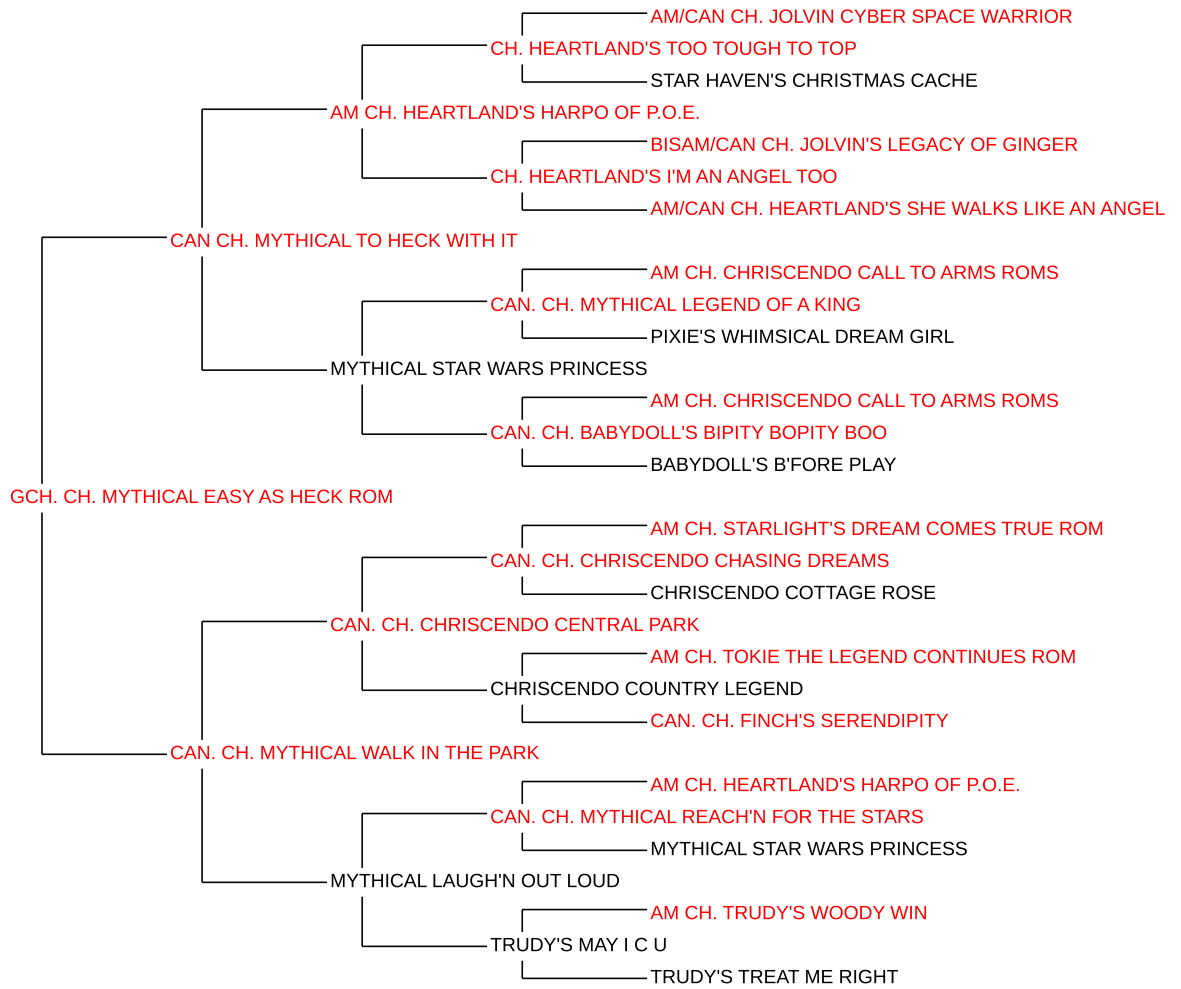 AM/CAN CH. JOLVIN CYBER SPACE WARRIOR
CH. HEARTLAND'S TOO TOUGH TO TOP
STAR HAVEN'S CHRISTMAS CACHE
AM CH. HEARTLAND'S HARPO OF P.O.E.
BISAM/CAN CH. JOLVIN'S LEGACY OF GINGER
CH. HEARTLAND'S I'M AN ANGEL TOO
AM/CAN CH. HEARTLAND'S SHE WALKS LIKE AN ANGEL
CAN CH. MYTHICAL TO HECK WITH IT
AM CH. CHRISCENDO CALL TO ARMS ROMS
CAN. CH. MYTHICAL LEGEND OF A KING
PIXIE'S WHIMSICAL DREAM GIRL
MYTHICAL STAR WARS PRINCESS
AM CH. CHRISCENDO CALL TO ARMS ROMS
CAN. CH. BABYDOLL'S BIPITY BOPITY BOO
BABYDOLL'S B'FORE PLAY
GCH. CH. MYTHICAL EASY AS HECK ROM
AM CH. STARLIGHT'S DREAM COMES TRUE ROM
CAN. CH. CHRISCENDO CHASING DREAMS
CHRISCENDO COTTAGE ROSE
CAN. CH. CHRISCENDO CENTRAL PARK
AM CH. TOKIE THE LEGEND CONTINUES ROM
CHRISCENDO COUNTRY LEGEND
CAN. CH. FINCH'S SERENDIPITY
CAN. CH. MYTHICAL WALK IN THE PARK
AM CH. HEARTLAND'S HARPO OF P.O.E.
CAN. CH. MYTHICAL REACH'N FOR THE STARS
MYTHICAL STAR WARS PRINCESS
MYTHICAL LAUGH'N OUT LOUD
AM CH. TRUDY'S WOODY WIN
TRUDY'S MAY I C U
TRUDY'S TREAT ME RIGHT